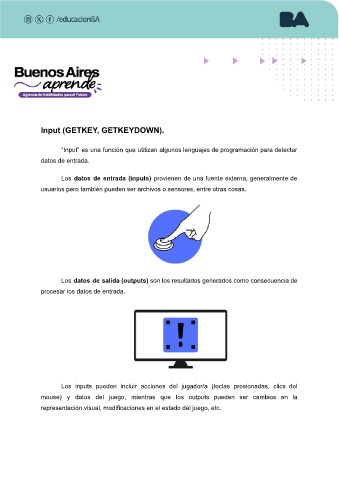 /educacionBA
BA
Buenos Aires
aprende
Agencia de Habilidades para el Futuro
Input (GETKEY, GETKEYDOWN).
"Input" es una función que utilizan algunos lenguajes de programación para detectar
datos de entrada.
Los datos de entrada (inputs) provienen de una fuente externa, generalmente de
usuarios pero también pueden ser archivos o sensores, entre otras cosas.
Los datos de salida (outputs) son los resultados generados como consecuencia de
procesar los datos de entrada.
!
Los inputs pueden incluir acciones del jugador/a (teclas presionadas, clics del
mouse) y datos del juego, mientras que los outputs pueden ser cambios en la
representación visual, modificaciones en el estado del juego, etc.